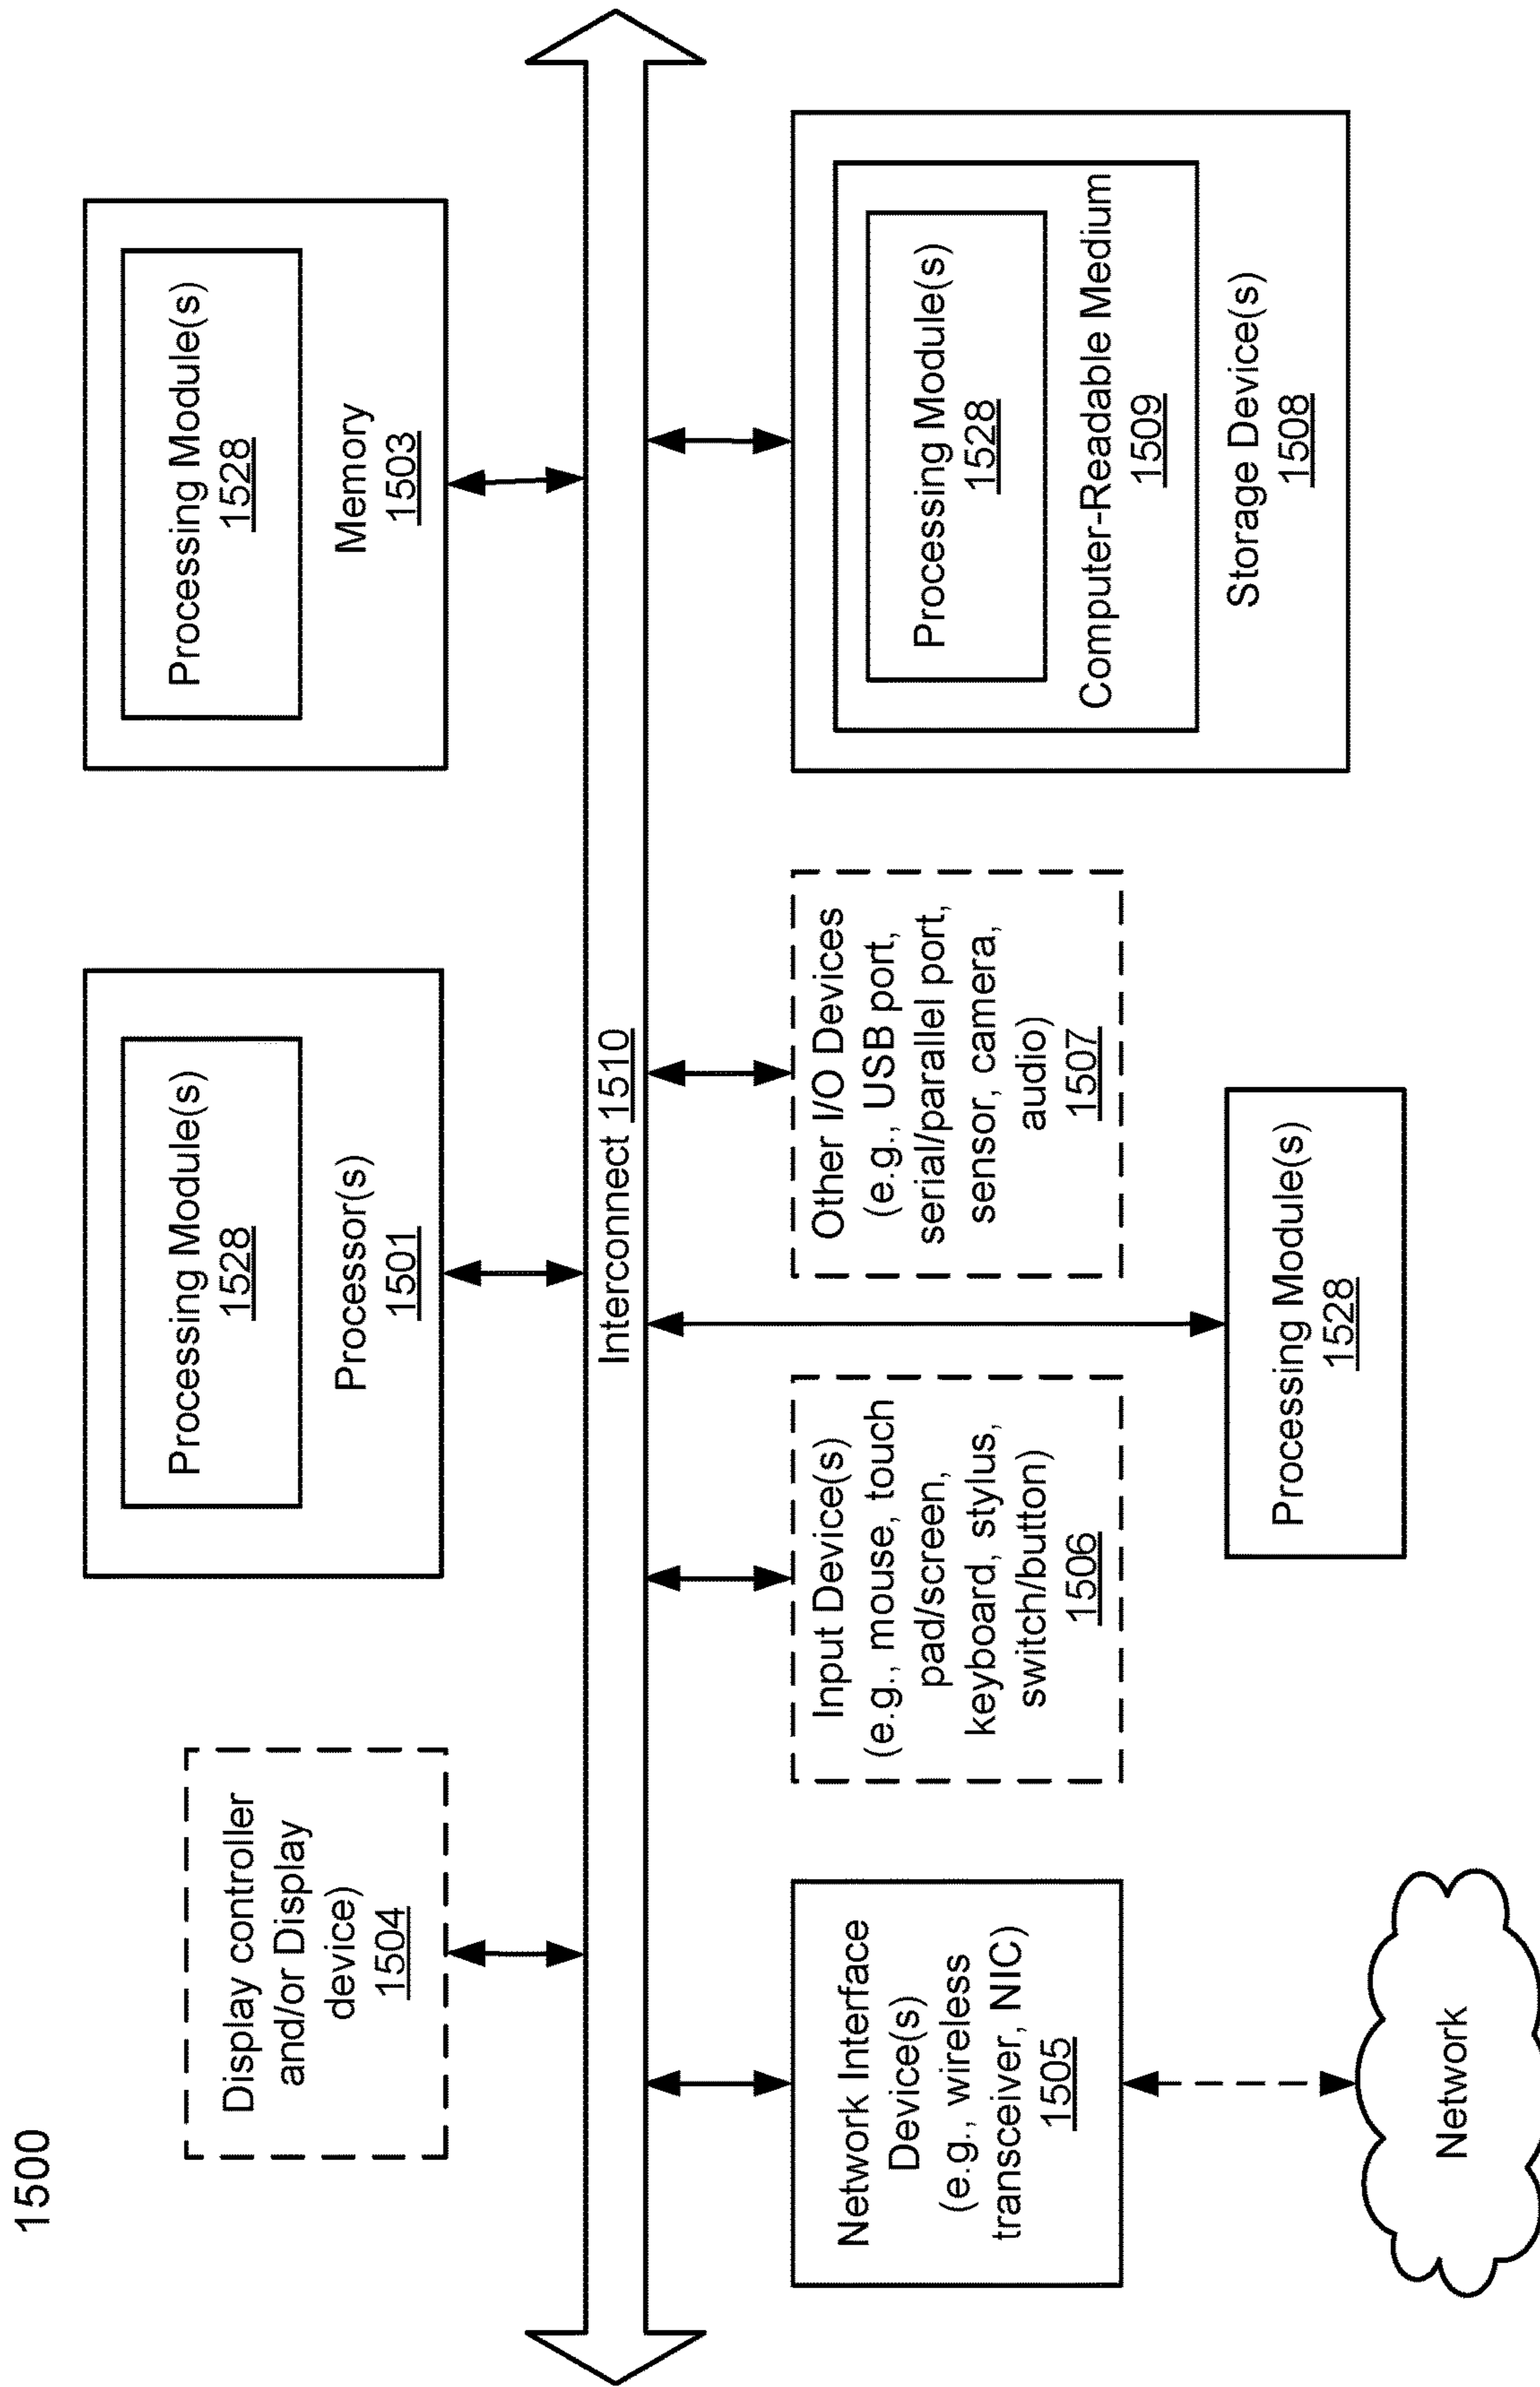 1500
Display controller
and/or Display
device)
1504
Processing Module(s)
1528
Processor(s)
1501
Processing Module(s)
1528
Memory
1503
Interconnect 1510
Network Interface
Device(s)
(e.g., wireless
transceiver, NIC)
1505
Input Device(s)
(e.g., mouse, touch
pad/screen,
keyboard, stylus,
switch/button)
1506
Other I/O Devices
(e.g., USB port,
serial/parallel port,
sensor, camera,
audio)
1507
Processing Module(s)
1528
Computer-Readable Medium
1509
Storage Device(s)
1508
Processing Module(s)
1528
Network